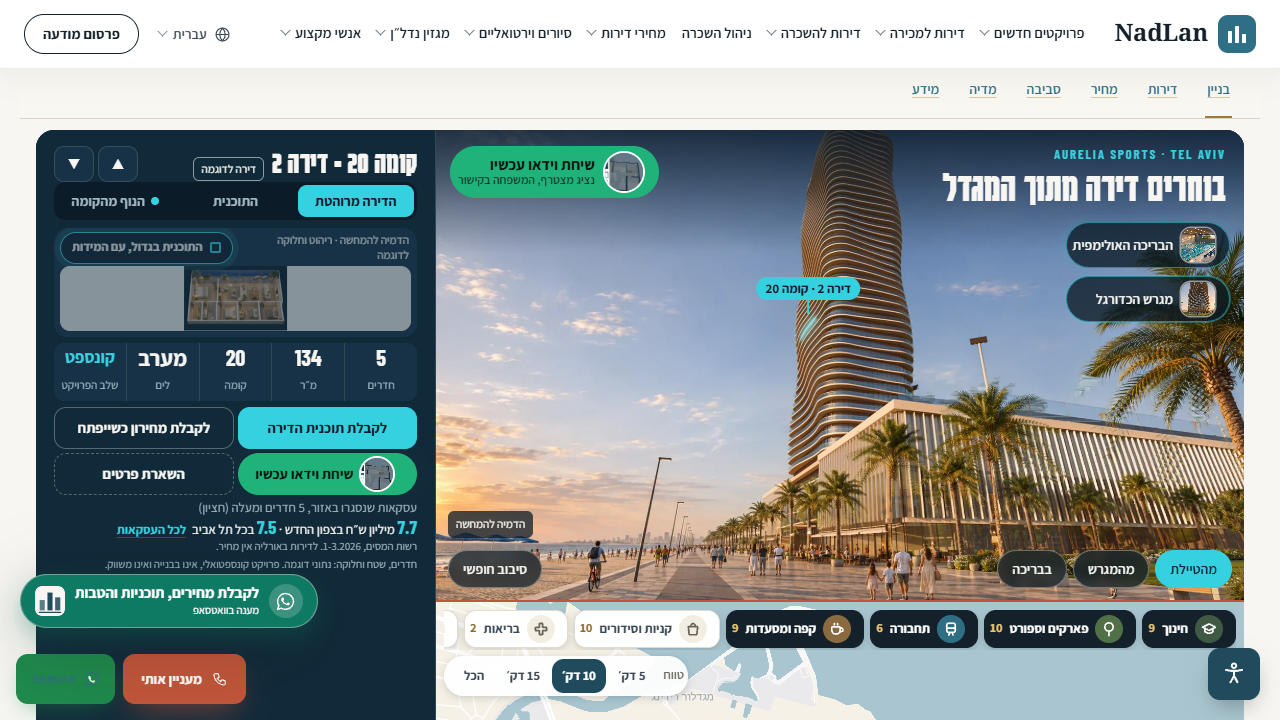 NadLan
פרויקטים חדשים
דירות למכירה
דירות להשכרה
ניהול השכרה
מחירי דירות
סיורים וירטואליים
מגזין נדל״ן
אנשי מקצוע
עברית
פרסום מודעה
בניין
דירות
מחיר
סביבה
מדיה
מידע
AURELIA SPORTS · TEL AVIV
בוחרים דירה מתוך המגדל
שיחת וידאו עכשיו
נציג מצטרף, המשפחה בקישור
הבריכה האולימפית
מגרש הכדורגל
דירה 2 · קומה 20
הדמיה להמחשה
סיבוב חופשי
מהטיילת
מהמגרש
בבריכה
קומה 20 · דירה 2
דירה לדוגמה
▲
▼
הדירה מרוהטת
התוכנית
הנוף מהקומה
הדמיה להמחשה · ריהוט וחלוקה
לדוגמה
התוכנית בגדול, עם המידות
5
חדרים
134
מ״ר
20
קומה
מערב
לים
קונספט
שלב הפרויקט
לקבלת תוכנית הדירה
לקבלת מחירון כשייפתח
שיחת וידאו עכשיו
השארת פרטים
עסקאות שנסגרו באזור, 5 חדרים ומעלה (חציון)
7.7 מיליון ש״ח בצפון החדש · 7.5 בכל תל אביב לכל העסקאות
רשות המסים, 1-3.2026. לדירות באורליה אין מחיר.
חדרים, שטח וחלוקה: נתוני דוגמה. פרויקט קונספטואלי, אינו בבנייה ואינו משווק.
לקבלת מחירים, תוכניות והטבות
מענה בוואטסאפ
מעניין אותי
חינוך 9
פארקים וספורט 10
תחבורה 6
קפה ומסעדות 9
קניות וסידורים 10
בריאות 2
טווח
5 דק׳
10 דק׳
15 דק׳
הכל